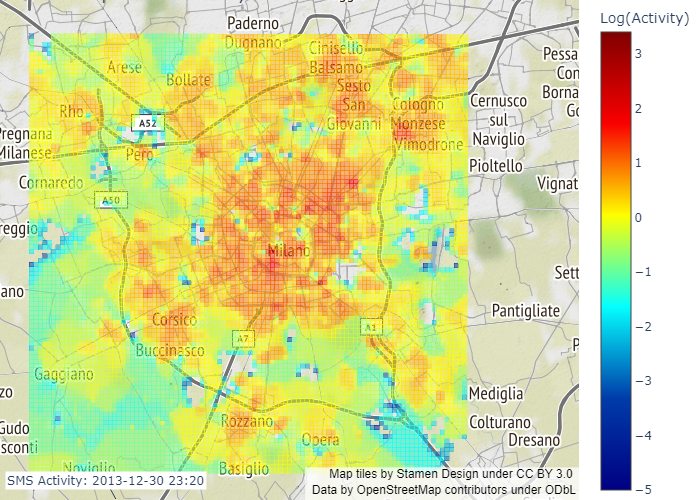 Log(Activity)
Paderno
Dugnano
Cinisello
Balsamo
Arese
Bollate
Sesto
San
Giovanni
Pessa
Con
Borna
Go
Rho
A52
Cologno
Monzese
Cernusco
sul
Naviglio
Pregnana
Milanese
Pero
Vimodrone
Pioltello
Cornaredo
A50
Vignat
reggio
Milano
Sett
ano
Pantigliate
Corsico
A7
A1
Buccinasco
P
Gaggiano
zo
Mediglia
Rozzano
Colturano
Gudo
sconti
Opera
Dresano
Noviglio
Basiglio
3
2
1
0
−1
−2
−3
−4
−5
SMS Activity: 2013-12-30 23:20
Map tiles by Stamen Design under CC BY 3.0
Data by OpenStreetMap contributors under ODbL